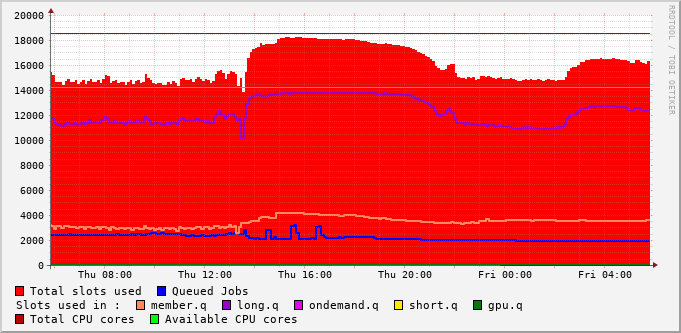 20000
18000
16000
14000
12000
10000
8000
6000
4000
2000
0
Thu 08:00 Thu 12:00 Thu 16:00 Thu 20:00 Fri 00:00 Fri 04:00
RRDTOOL / TOBI OETIKER
Total slots used Queued Jobs
Slots used in : member.q long.q ondemand.q short.q gpu.q
Total CPU cores Available CPU cores